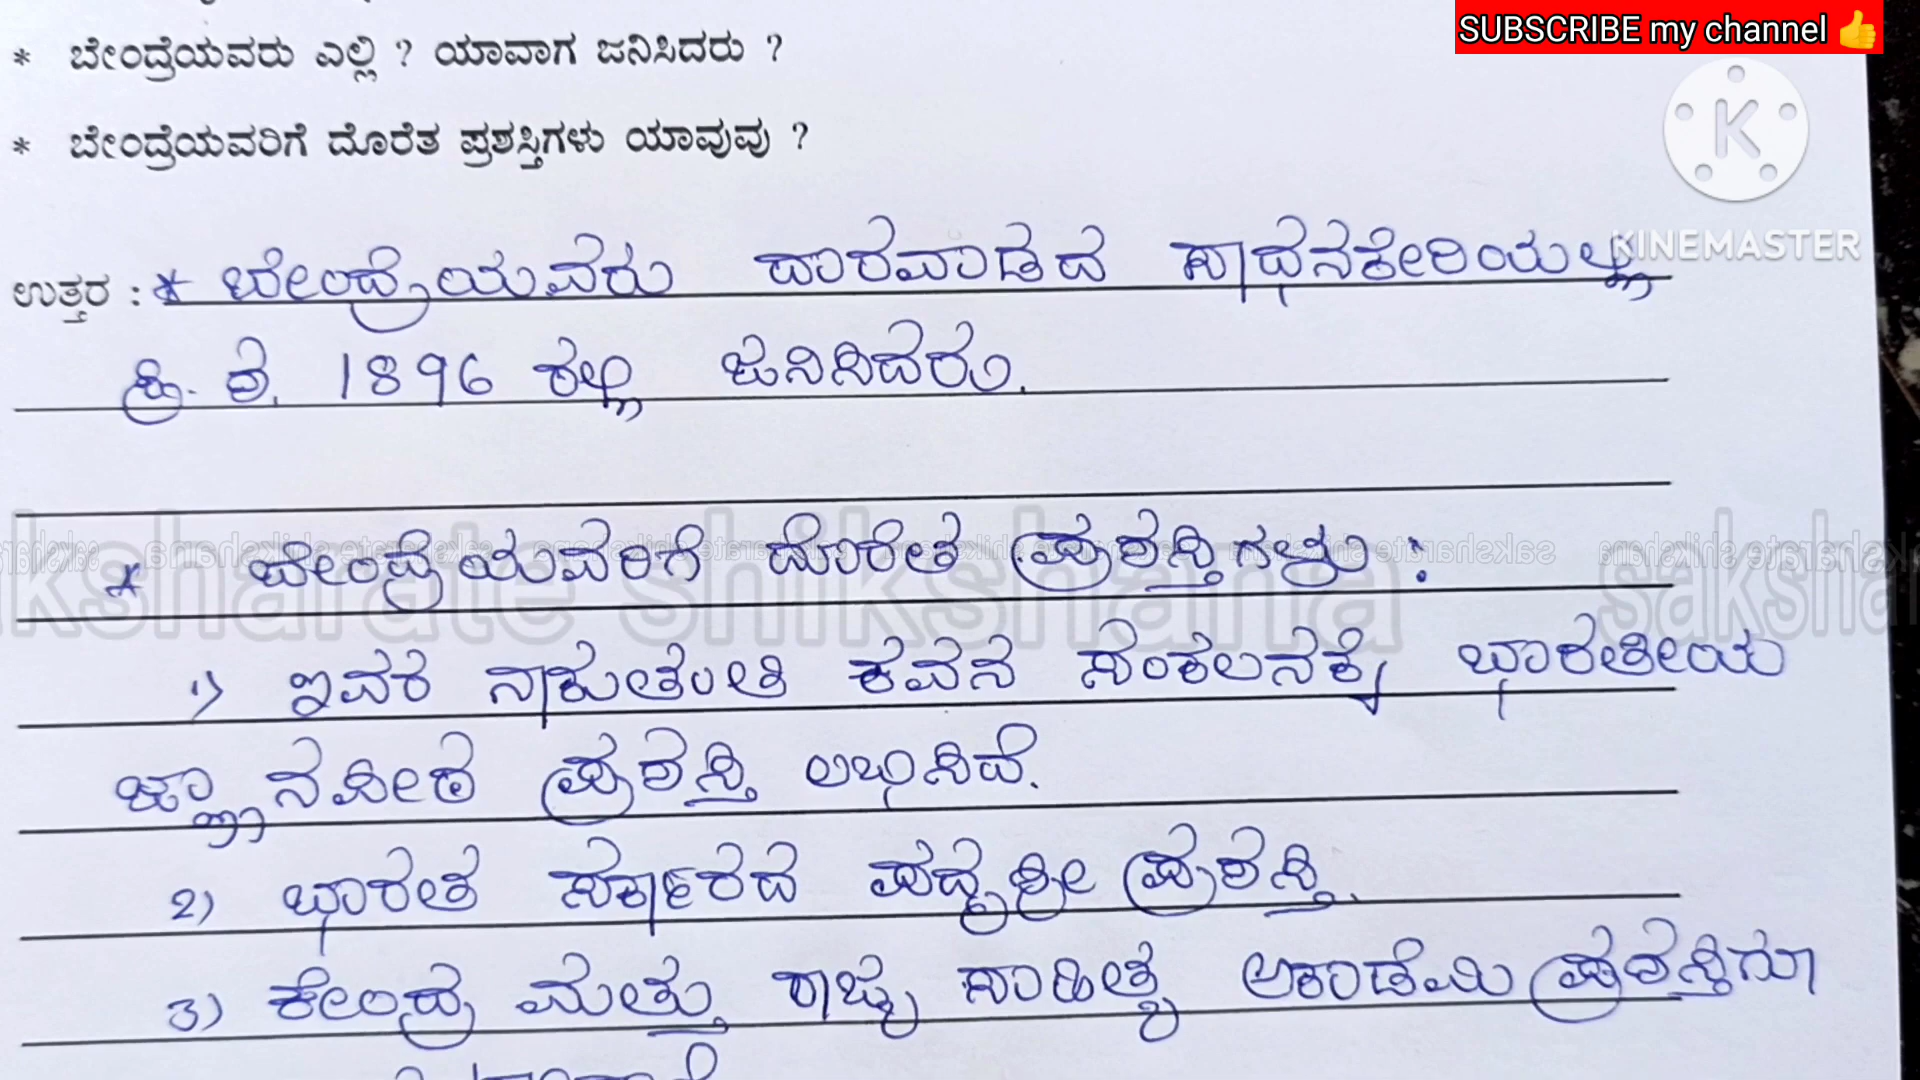 SUBSCRIBE my channel 👍
* ಬೇಂದ್ರೆಯವರು ಎಲ್ಲಿ ? ಯಾವಾಗ ಜನಿಸಿದರು ?
* ಬೇಂದ್ರೆಯವರಿಗೆ ದೊರೆತ ಪ್ರಶಸ್ತಿಗಳು ಯಾವುವು ?
K
KINEMASTER
ಉತ್ತರ : * ಬೇಂದ್ರೆಯವರು ದಾರವಾಡದ ಸಾಧನಕೇರಿಯಲ್ಲಿ
ಕ್ರಿ. ಶ. 1896 ರಲ್ಲಿ ಜನಿಸಿದರು.
* ಬೇಂದ್ರೆಯವರಿಗೆ ದೊರೆತ ಪ್ರಶಸ್ತಿಗಳು :
saksharate shikshana
1) ಇವರ ನಾಕುತಂತಿ ಕವನ ಸಂಕಲನಕ್ಕೆ ಭಾರತೀಯ
ಜ್ಞಾನಪೀಠ ಪ್ರಶಸ್ತಿ ಲಭಿಸಿದೆ.
2) ಭಾರತ ಸರ್ಕಾರದ ಪದ್ಮಶ್ರೀ ಪ್ರಶಸ್ತಿ.
3) ಕೇಂದ್ರ ಮತ್ತು ರಾಜ್ಯ ಸಾಹಿತ್ಯ ಅಕಾಡೆಮಿ ಪ್ರಶಸ್ತಿಗಳೂ